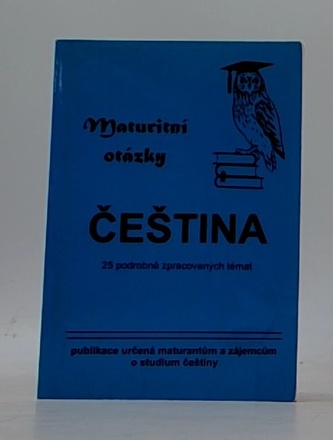 Maturitní
otázky
ČEŠTINA
25 podrobně zpracovaných témat
publikace určená maturantům a zájemcům
o studium češtiny